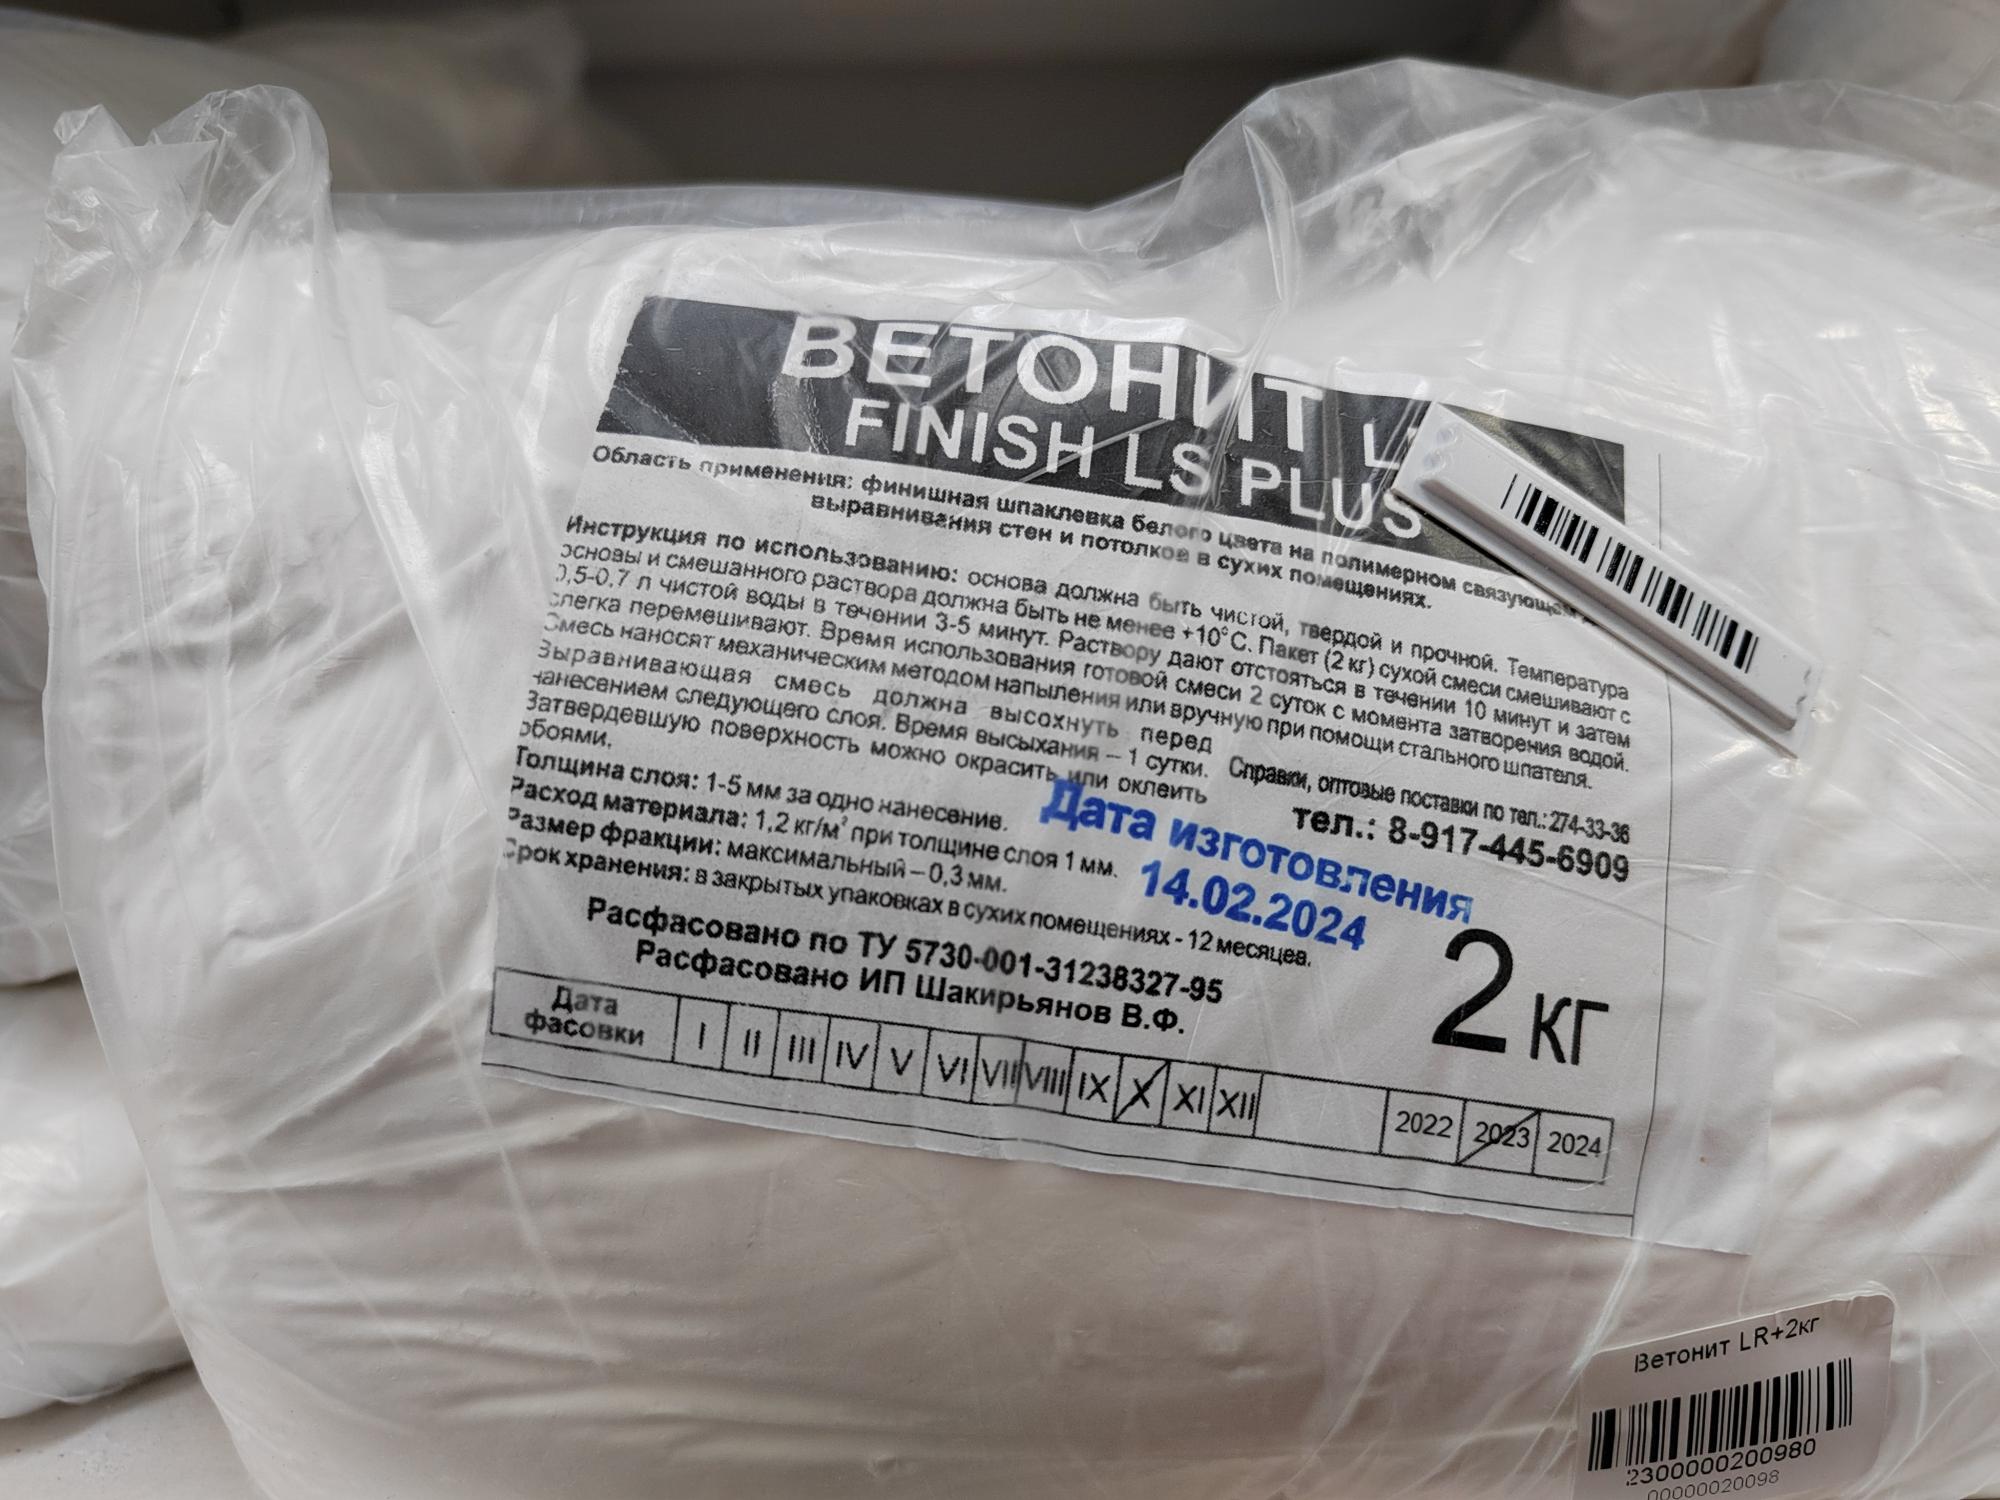 ВЕТОНИТ
FINISH LS PLUS
Область применения: финишная шпаклевка белого цвета на полимерном
выравнивания стен и потолков в сухих помещениях.
Инструкция по использованию: основа должна быть чистой, твердой и прочной. Температура
основы и смешанного раствора должна быть не менее +10°С. Пакет (2 кг) сухой смеси смешивают с
0,5-0,7 л чистой воды в течении 3-5 минут. Раствору дают отстояться в течении 10 минут и затем
слегка перемешивают. Время использования готовой смеси 2 суток с момента затворения водой.
Смесь наносят механическим методом напыления или вручную при помощи стального шпателя.
Выравнивающая смесь должна высохнуть перед
нанесением следующего слоя. Время высыхания – 1 сутки.
Затвердевшую поверхность можно окрасить или оклеить
обоями.
Справки, оптовые поставки по тел.: 274-33-36
тел.: 8-917-445-6909
Толщина слоя: 1-5 мм за одно нанесение.
Расход материала: 1,2 кг/м² при толщине слоя 1 мм.
Размер фракции: максимальный – 0,3 мм.
Срок хранения: в закрытых упаковках в сухих помещениях - 12 месяцев.
Дата изготовления
14.02.2024
Расфасовано по ТУ 5730-001-31238327-95
Расфасовано ИП Шакирьянов В.Ф.
2 кг
Дата
фасовки
I II III IV V VI VII VIII IX X XI XII 2022 2023 2024
Ветонит LR+2кг
2300000200980
00000020098